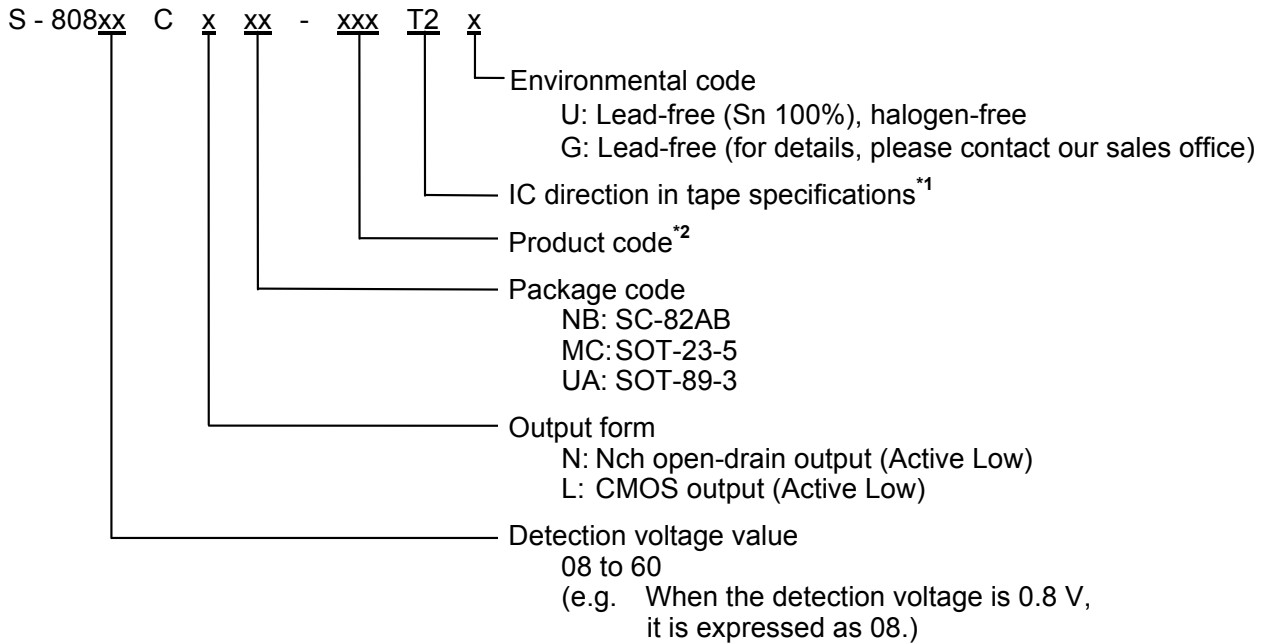 S - 808xx C x xx - xxx T2 x
Environmental code
U: Lead-free (Sn 100%), halogen-free
G: Lead-free (for details, please contact our sales office)
IC direction in tape specifications*1
Product code*2
Package code
NB: SC-82AB
MC: SOT-23-5
UA: SOT-89-3
Output form
N: Nch open-drain output (Active Low)
L: CMOS output (Active Low)
Detection voltage value
08 to 60
(e.g. When the detection voltage is 0.8 V,
it is expressed as 08.)